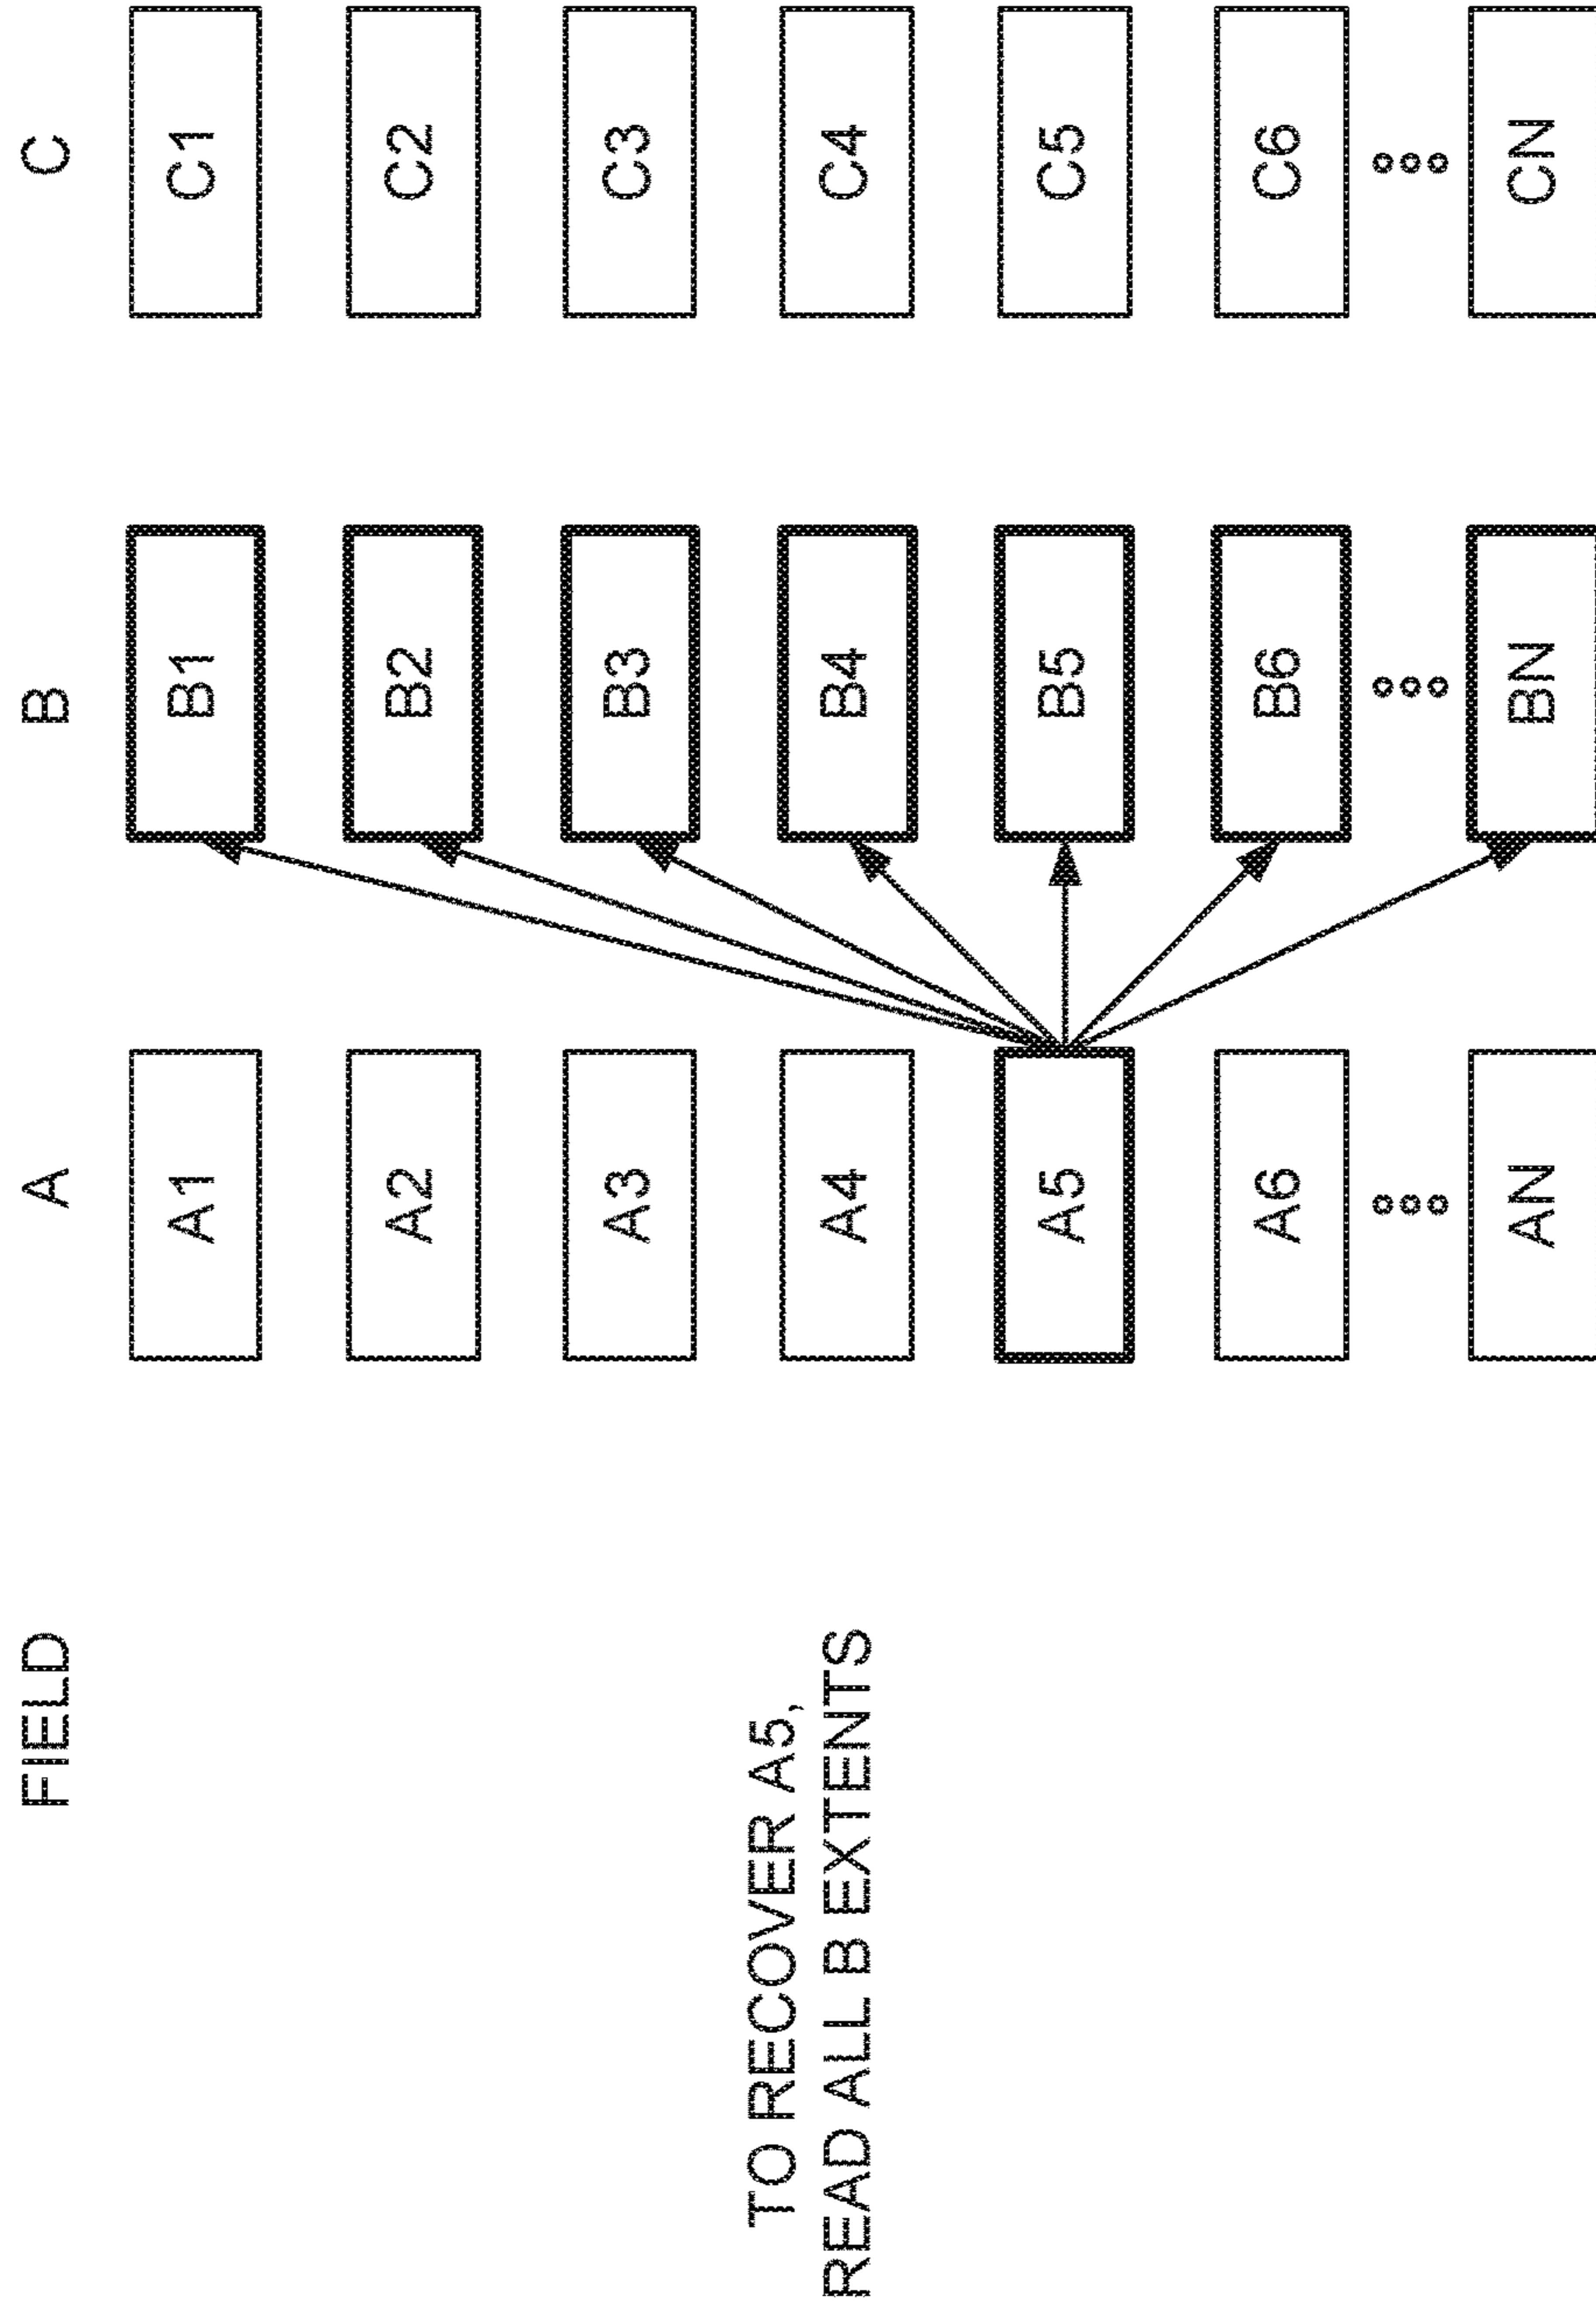 FIELD A B C
A1 B1 C1
A2 B2 C2
A3 B3 C3
TO RECOVER A5,
READ ALL B EXTENTS
A4 B4 C4
A5 B5 C5
A6 B6 C6
AN BN CN